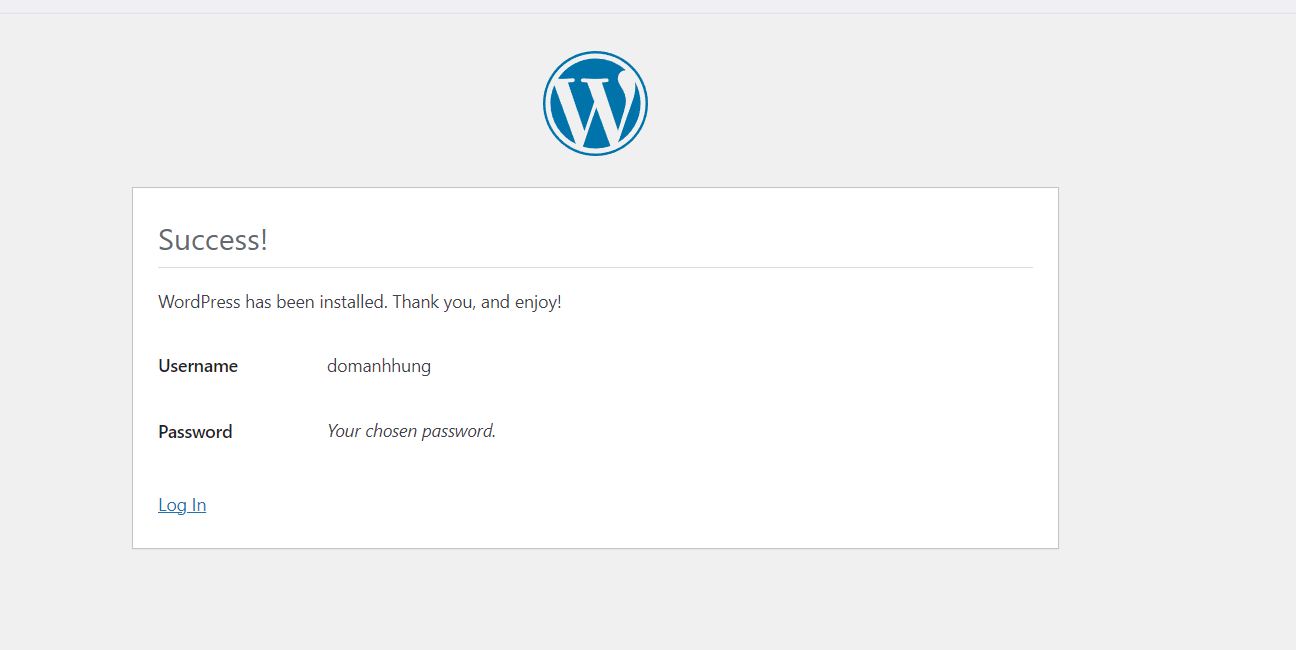 Success!
WordPress has been installed. Thank you, and enjoy!
Username domanhhung
Password Your chosen password.
Log In